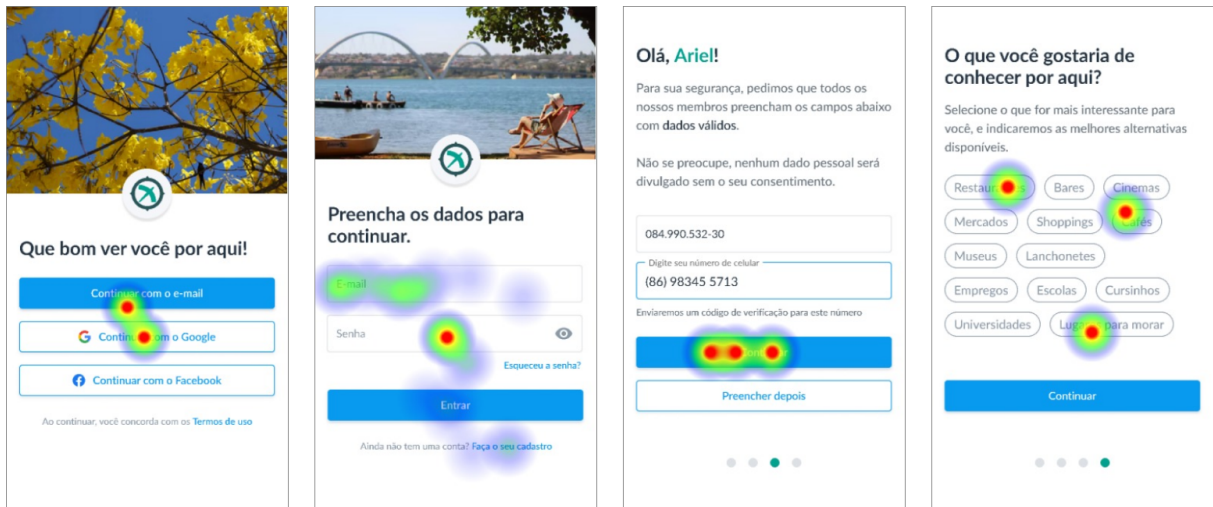 Que bom ver você por aqui!
Continuar com o e-mail
Continuar com o Google
Continuar com o Facebook
Ao continuar, você concorda com os Termos de uso
Preencha os dados para
continuar.
E-mail
Senha
Esqueceu a senha?
Entrar
Ainda não tem uma conta? Faça o seu cadastro
Olá, Ariel!
Para sua segurança, pedimos que todos os
nossos membros preencham os campos abaixo
com dados válidos.
Não se preocupe, nenhum dado pessoal será
divulgado sem o seu consentimento.
084.990.532-30
Digite seu número de celular
(86) 98345 5713
Enviaremos um código de verificação para este número
Continuar
Preencher depois
O que você gostaria de
conhecer por aqui?
Selecione o que for mais interessante para
você, e indicaremos as melhores alternativas
disponíveis.
Restaurantes Bares Cinemas
Mercados Shoppings Cafés
Museus Lanchonetes
Empregos Escolas Cursinhos
Universidades Lugares para morar
Continuar